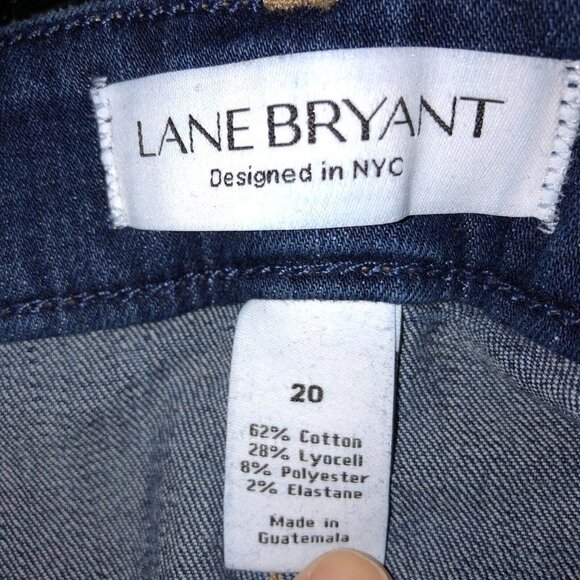 LANE BRYANT
Designed in NYC
20
62% Cotton
28% Lyocell
8% Polyester
2% Elastane
Made in
Guatemala